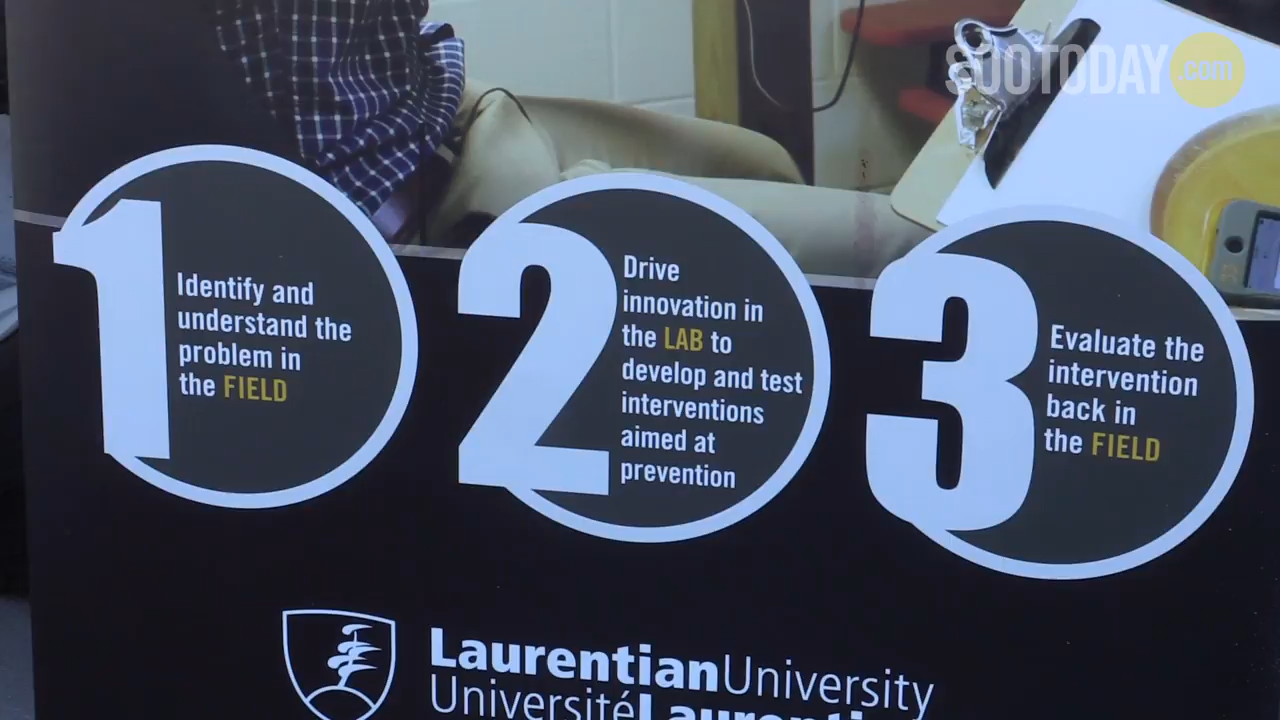 SOOTODAY.com
1
Identify and
understand the
problem in
the FIELD
2
Drive
innovation in
the LAB to
develop and test
interventions
aimed at
prevention
3
Evaluate the
intervention
back in
the FIELD
LaurentianUniversity
UniversitéLaurenti